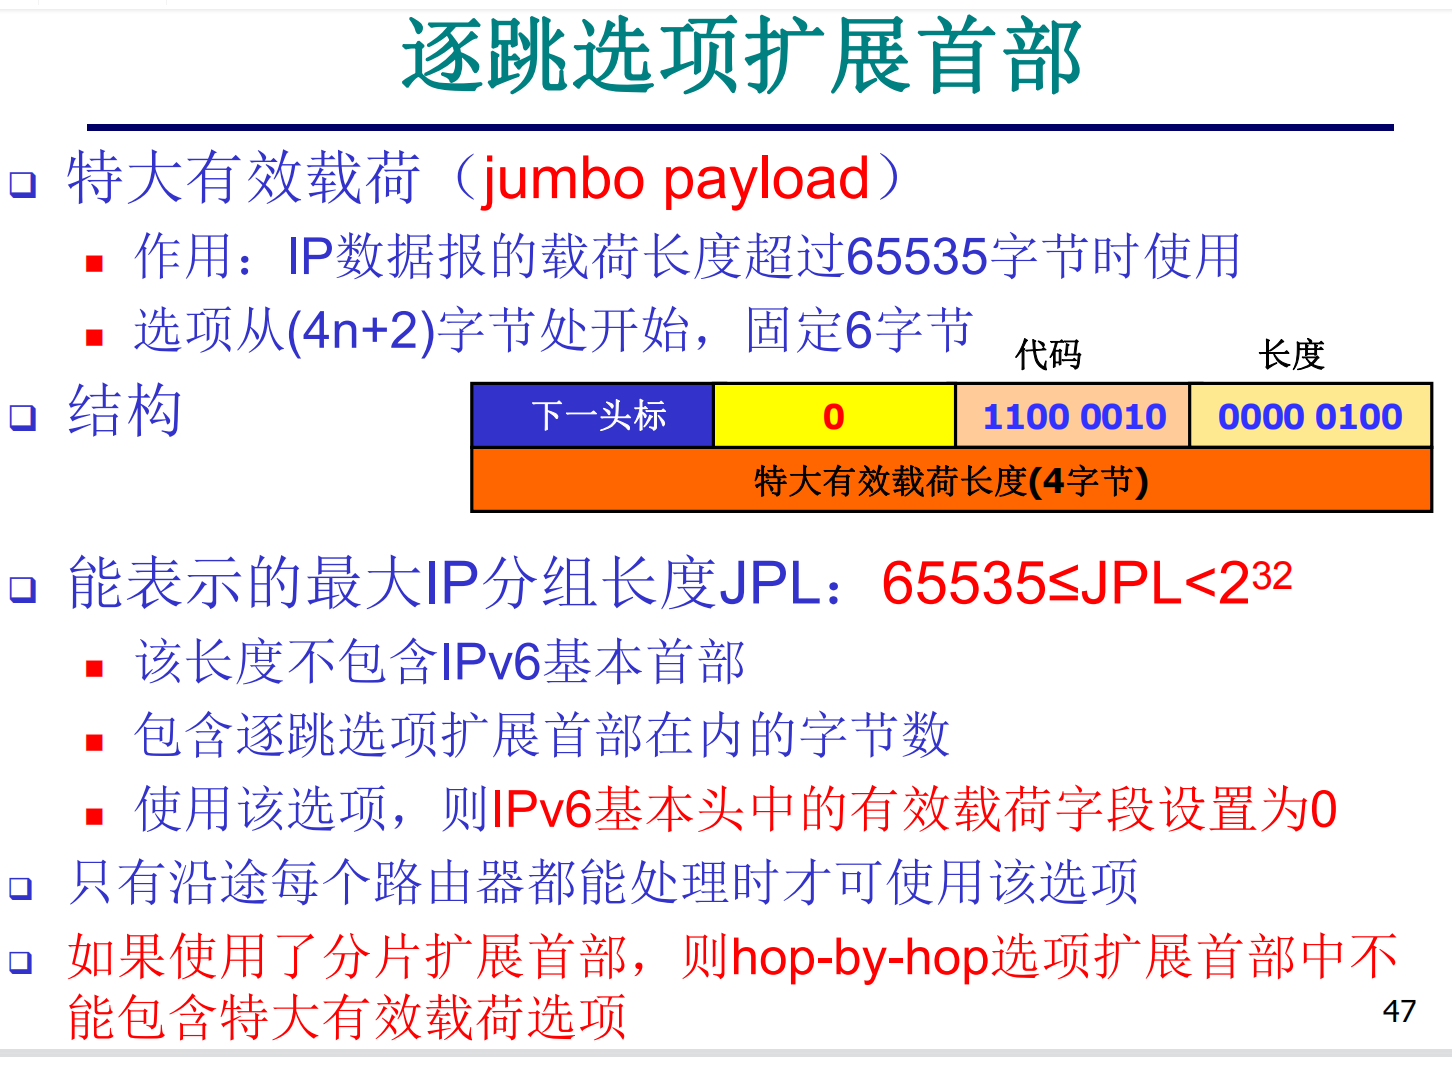 逐跳选项扩展首部
特大有效载荷（jumbo payload）
作用：IP数据报的载荷长度超过65535字节时使用
选项从(4n+2)字节处开始，固定6字节
代码 长度
结构
下一头标 0 1100 0010 0000 0100
特大有效载荷长度(4字节)
能表示的最大IP分组长度JPL：65535≤JPL<2³²
该长度不包含IPv6基本首部
包含逐跳选项扩展首部在内的字节数
使用该选项，则IPv6基本头中的有效载荷字段设置为0
只有沿途每个路由器都能处理时才可使用该选项
如果使用了分片扩展首部，则hop-by-hop选项扩展首部中不
能包含特大有效载荷选项
47